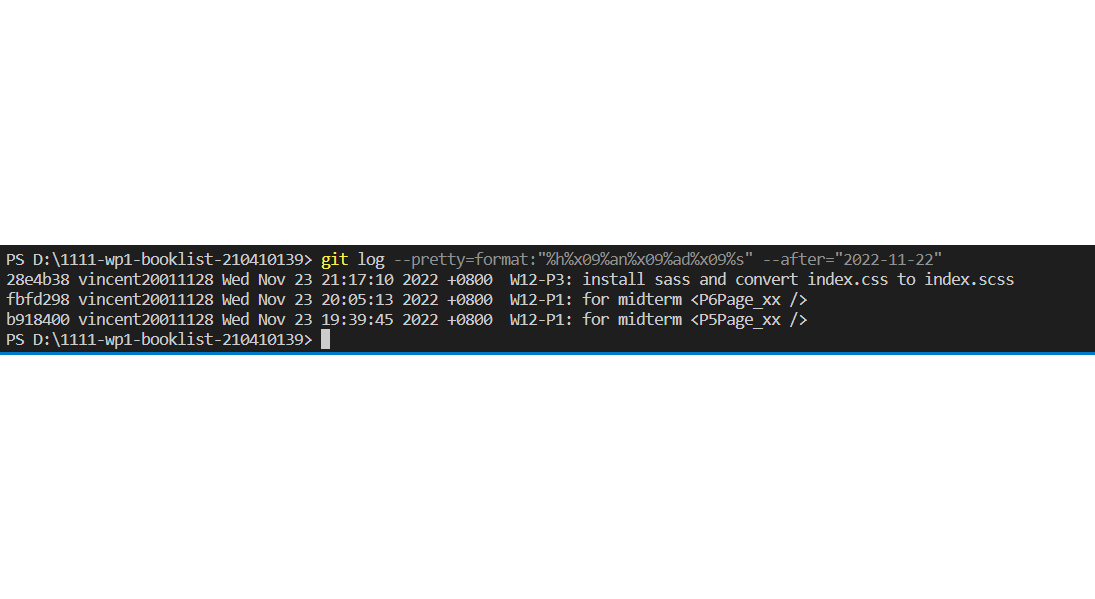 PS D:\1111-wp1-booklist-210410139> git log --pretty=format:"%h%x09%an%x09%ad%x09%s" --after="2022-11-22"
28e4b38 vincent20011128 Wed Nov 23 21:17:10 2022 +0800  W12-P3: install sass and convert index.css to index.scss
fbfd298 vincent20011128 Wed Nov 23 20:05:13 2022 +0800  W12-P1: for midterm <P6Page_xx />
b918400 vincent20011128 Wed Nov 23 19:39:45 2022 +0800  W12-P1: for midterm <P5Page_xx />
PS D:\1111-wp1-booklist-210410139>